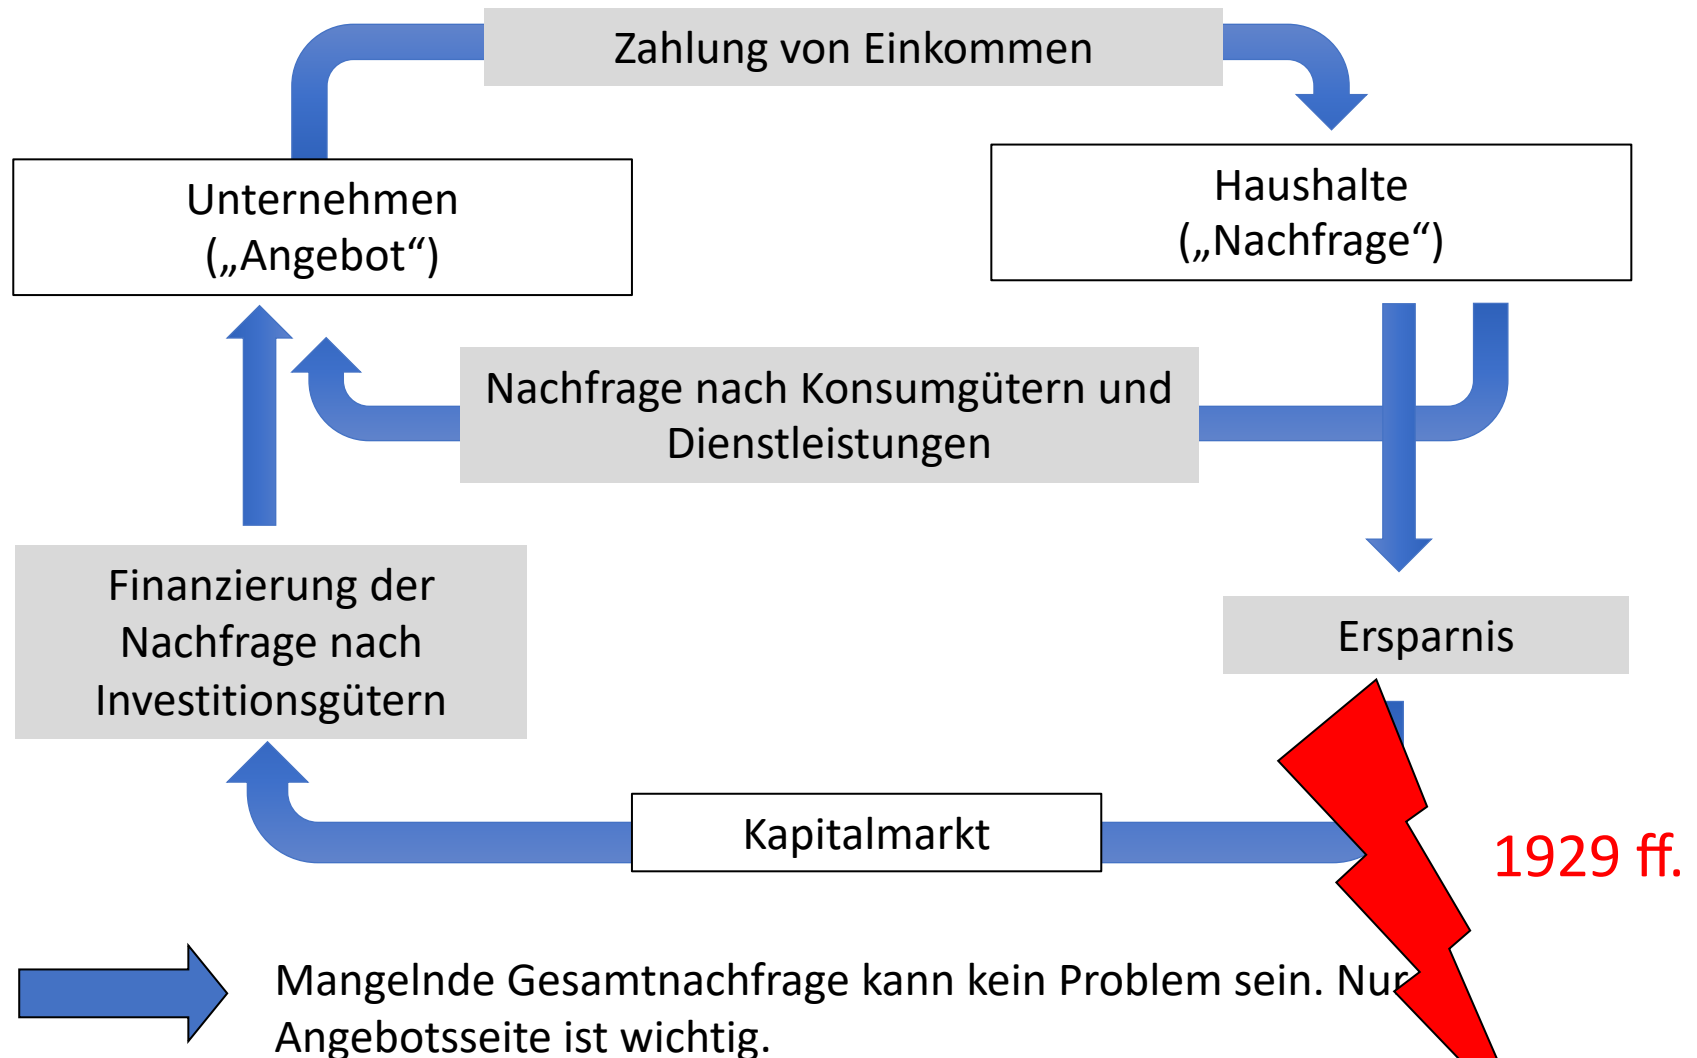 Zahlung von Einkommen
Unternehmen
(„Angebot“)
Haushalte
(„Nachfrage“)
Nachfrage nach Konsumgütern und
Dienstleistungen
Finanzierung der
Nachfrage nach
Investitionsgütern
Ersparnis
Kapitalmarkt
1929 ff.
Mangelnde Gesamtnachfrage kann kein Problem sein. Nur
Angebotsseite ist wichtig.